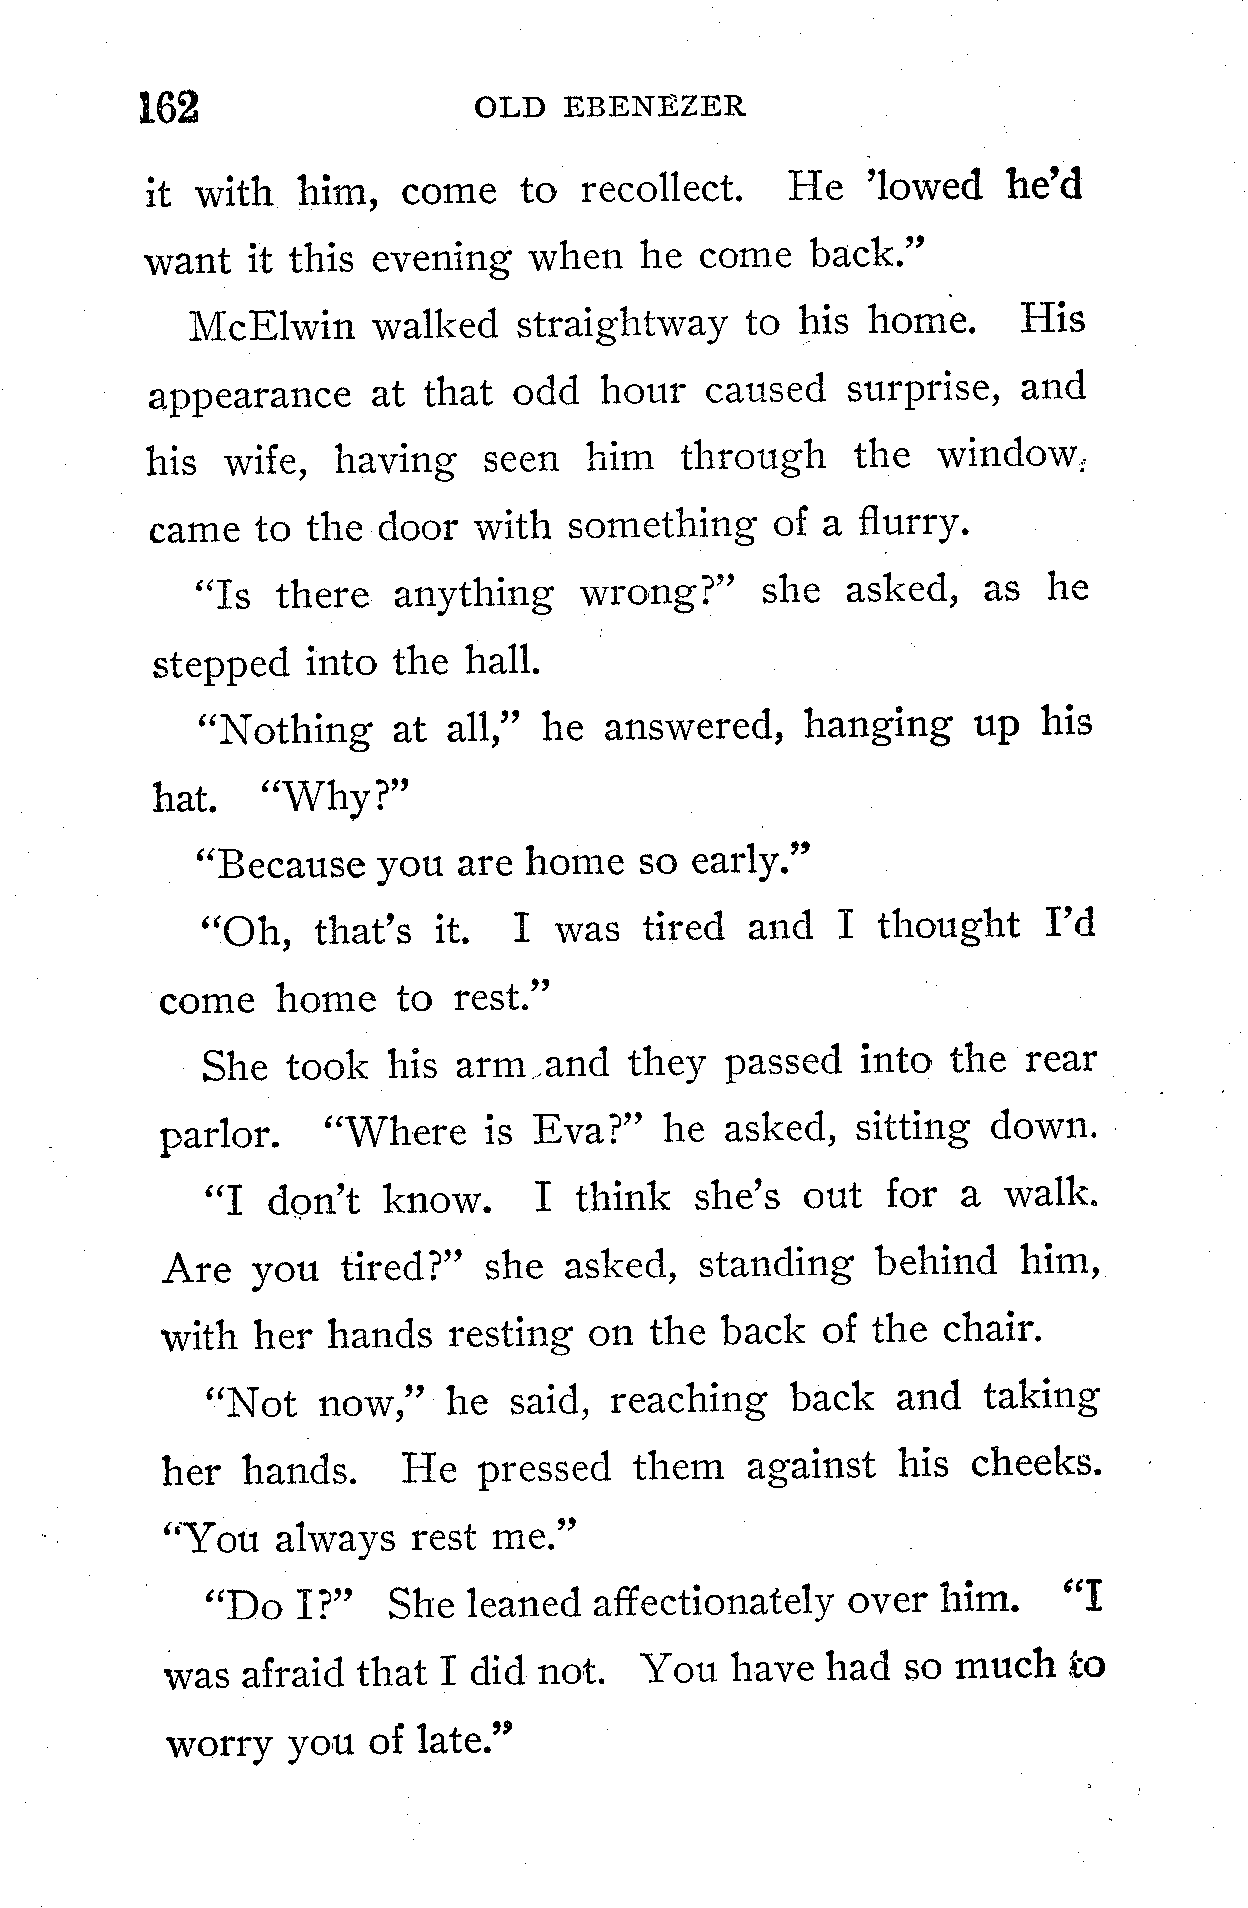 162 OLD EBENEZER
it with him, come to recollect. He ’lowed he’d
want it this evening when he come back.”
McElwin walked straightway to his home. His
appearance at that odd hour caused surprise, and
his wife, having seen him through the window,
came to the door with something of a flurry.
“Is there anything wrong?” she asked, as he
stepped into the hall.
“Nothing at all,” he answered, hanging up his
hat. “Why?”
“Because you are home so early.”
“Oh, that’s it. I was tired and I thought I’d
come home to rest.”
She took his arm and they passed into the rear
parlor. “Where is Eva?” he asked, sitting down.
“I don’t know. I think she’s out for a walk.
Are you tired?” she asked, standing behind him,
with her hands resting on the back of the chair.
“Not now,” he said, reaching back and taking
her hands. He pressed them against his cheeks.
“You always rest me.”
“Do I?” She leaned affectionately over him. “I
was afraid that I did not. You have had so much to
worry you of late.”